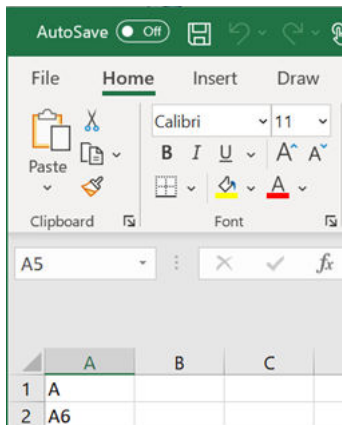 AutoSave Off
File Home Insert Draw
Calibri 11
Paste
B I U A A
A
Clipboard Font
A5 fx
A B C
1 A
2 A6